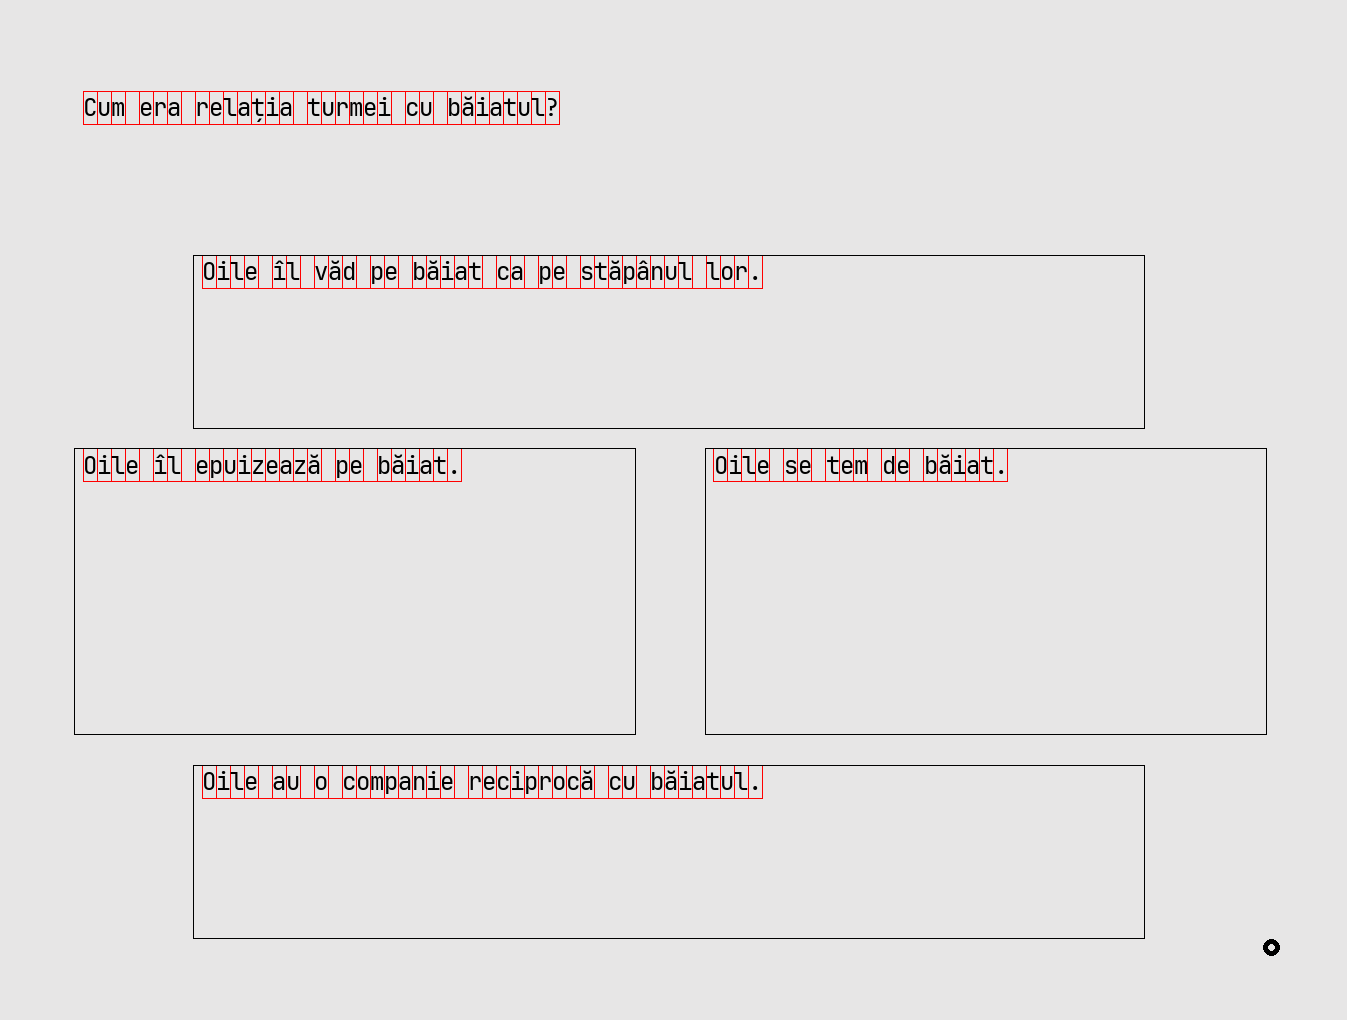 Cum era relația turmei cu băiatul?
Oile îl văd pe băiat ca pe stăpânul lor.
Oile îl epuizează pe băiat.
Oile se tem de băiat.
Oile au o companie reciprocă cu băiatul.